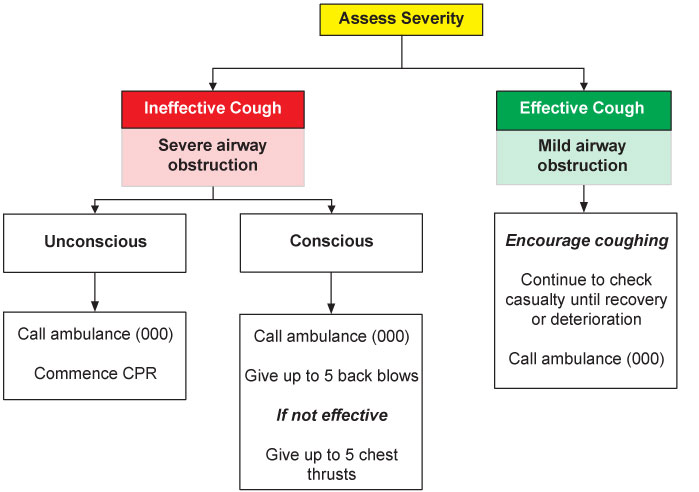 Assess Severity
Ineffective Cough
Severe airway
obstruction
Effective Cough
Mild airway
obstruction
Unconscious
Conscious
Call ambulance (000)
Commence CPR
Call ambulance (000)
Give up to 5 back blows
If not effective
Give up to 5 chest
thrusts
Encourage coughing
Continue to check
casualty until recovery
or deterioration
Call ambulance (000)